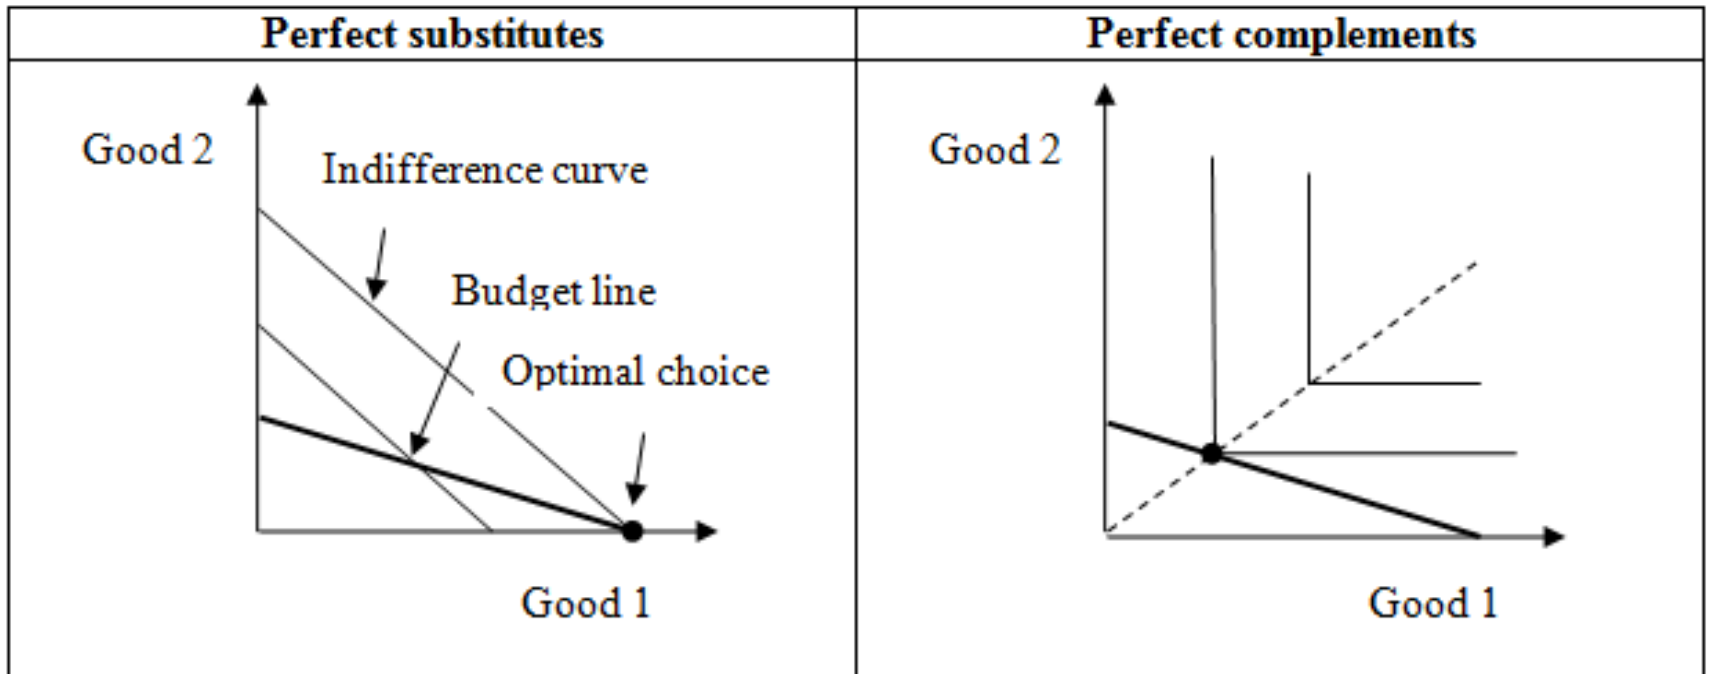 Perfect substitutes
Perfect complements
Good 2
Indifference curve
Budget line
Optimal choice
Good 1
Good 2
Good 1